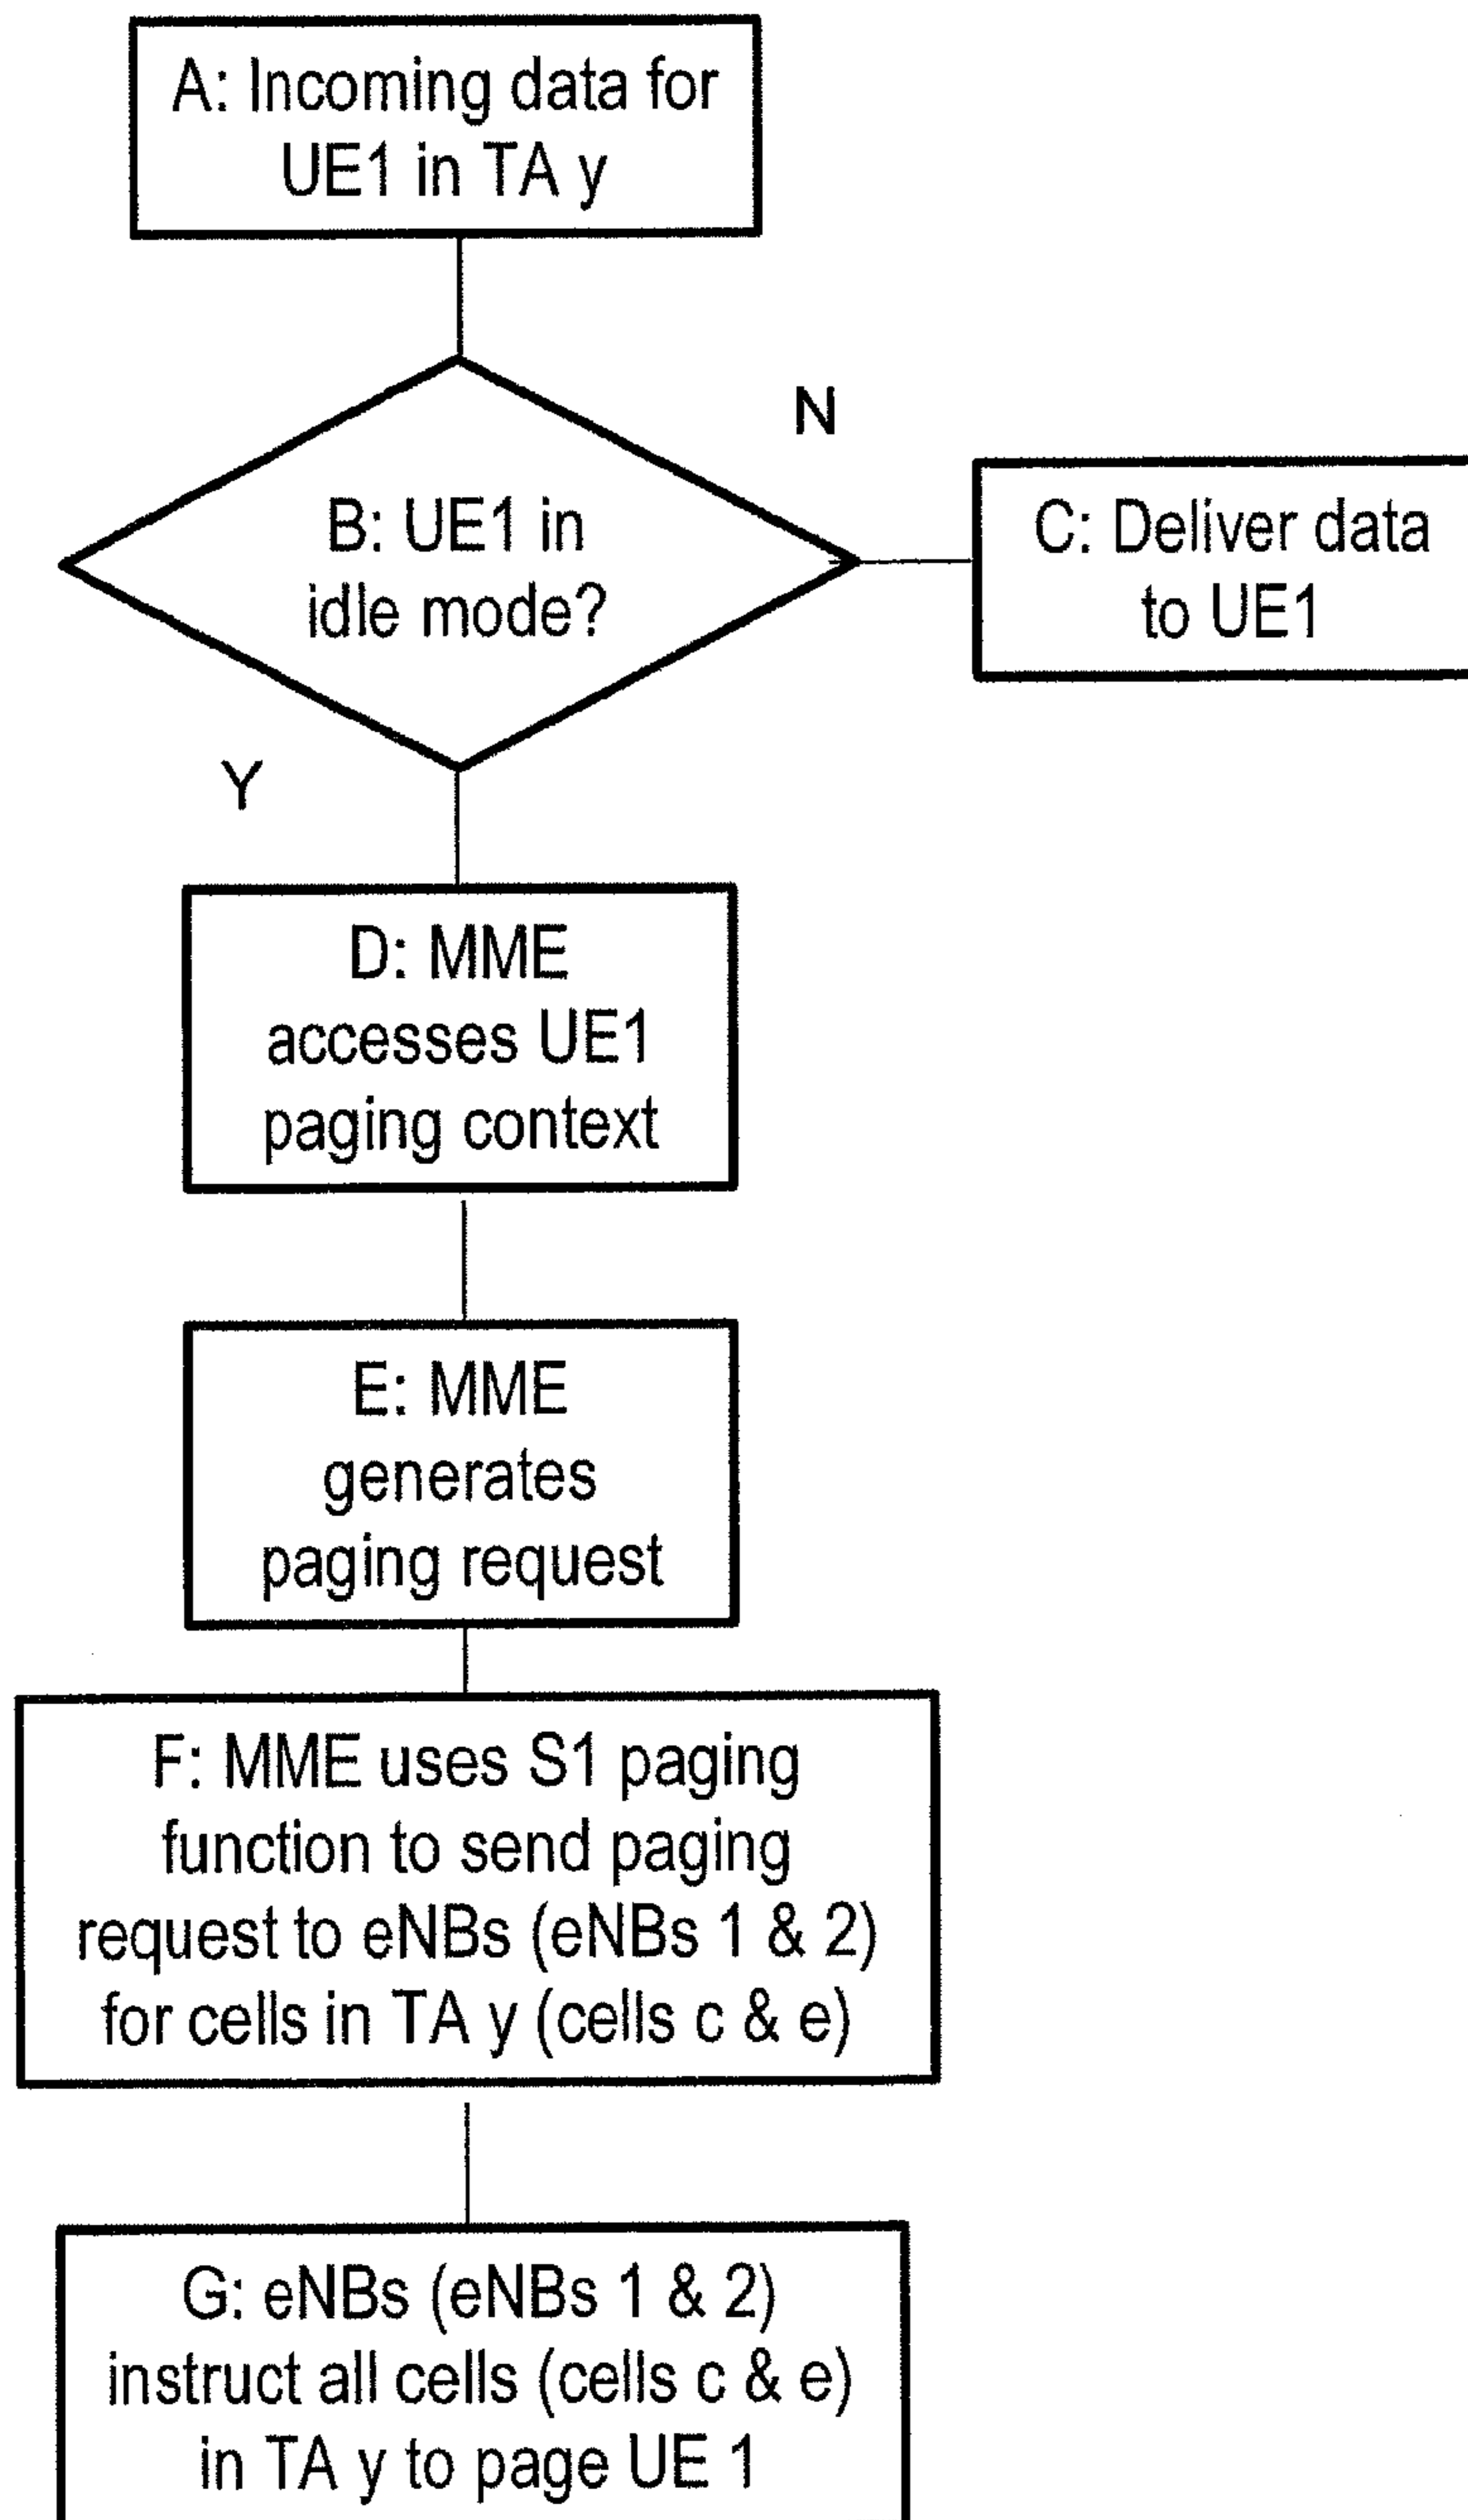 A: Incoming data for
UE1 in TA y
N
B: UE1 in
idle mode?
C: Deliver data
to UE1
Y
D: MME
accesses UE1
paging context
E: MME
generates
paging request
F: MME uses S1 paging
function to send paging
request to eNBs (eNBs 1 & 2)
for cells in TA y (cells c & e)
G: eNBs (eNBs 1 & 2)
instruct all cells (cells c & e)
in TA y to page UE 1